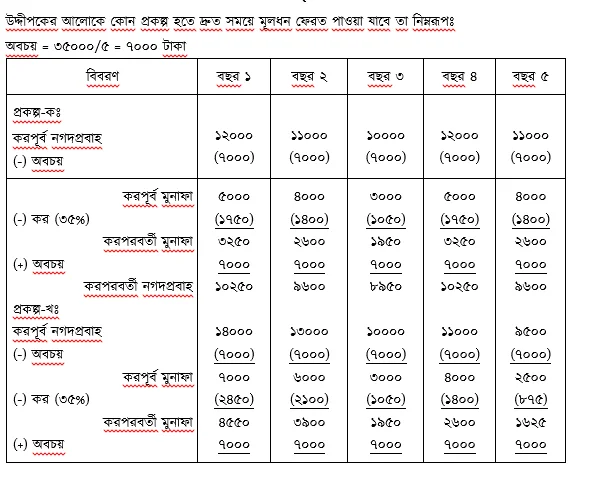 উদ্দীপকের আলোকে কোন প্রকল্প হতে দ্রুত সময়ে মূলধন ফেরত পাওয়া যাবে তা নিম্নরূপঃ
অবচয় = ৩৫০০০/৫ = ৭০০০ টাকা
বিবরণ বছর ১ বছর ২ বছর ৩ বছর ৪ বছর ৫
প্রকল্প-কঃ
করপূর্ব নগদপ্রবাহ ১২০০০ ১১০০০ ১০০০০ ১২০০০ ১১০০০
(-) অবচয় (৭০০০) (৭০০০) (৭০০০) (৭০০০) (৭০০০)
করপূর্ব মুনাফা ৫০০০ ৪০০০ ৩০০০ ৫০০০ ৪০০০
(-) কর (৩৫%) (১৭৫০) (১৪০০) (১০৫০) (১৭৫০) (১৪০০)
করপরবর্তী মুনাফা ৩২৫০ ২৬০০ ১৯৫০ ৩২৫০ ২৬০০
(+) অবচয় ৭০০০ ৭০০০ ৭০০০ ৭০০০ ৭০০০
করপরবর্তী নগদপ্রবাহ ১০২৫০ ৯৬০০ ৮৯৫০ ১০২৫০ ৯৬০০
প্রকল্প-খঃ
করপূর্ব নগদপ্রবাহ ১৪০০০ ১৩০০০ ১০০০০ ১১০০০ ৯৫০০
(-) অবচয় (৭০০০) (৭০০০) (৭০০০) (৭০০০) (৭০০০)
করপূর্ব মুনাফা ৭০০০ ৬০০০ ৩০০০ ৪০০০ ২৫০০
(-) কর (৩৫%) (২৪৫০) (২১০০) (১০৫০) (১৪০০) (৮৭৫)
করপরবর্তী মুনাফা ৪৫৫০ ৩৯০০ ১৯৫০ ২৬০০ ১৬২৫
(+) অবচয় ৭০০০ ৭০০০ ৭০০০ ৭০০০ ৭০০০